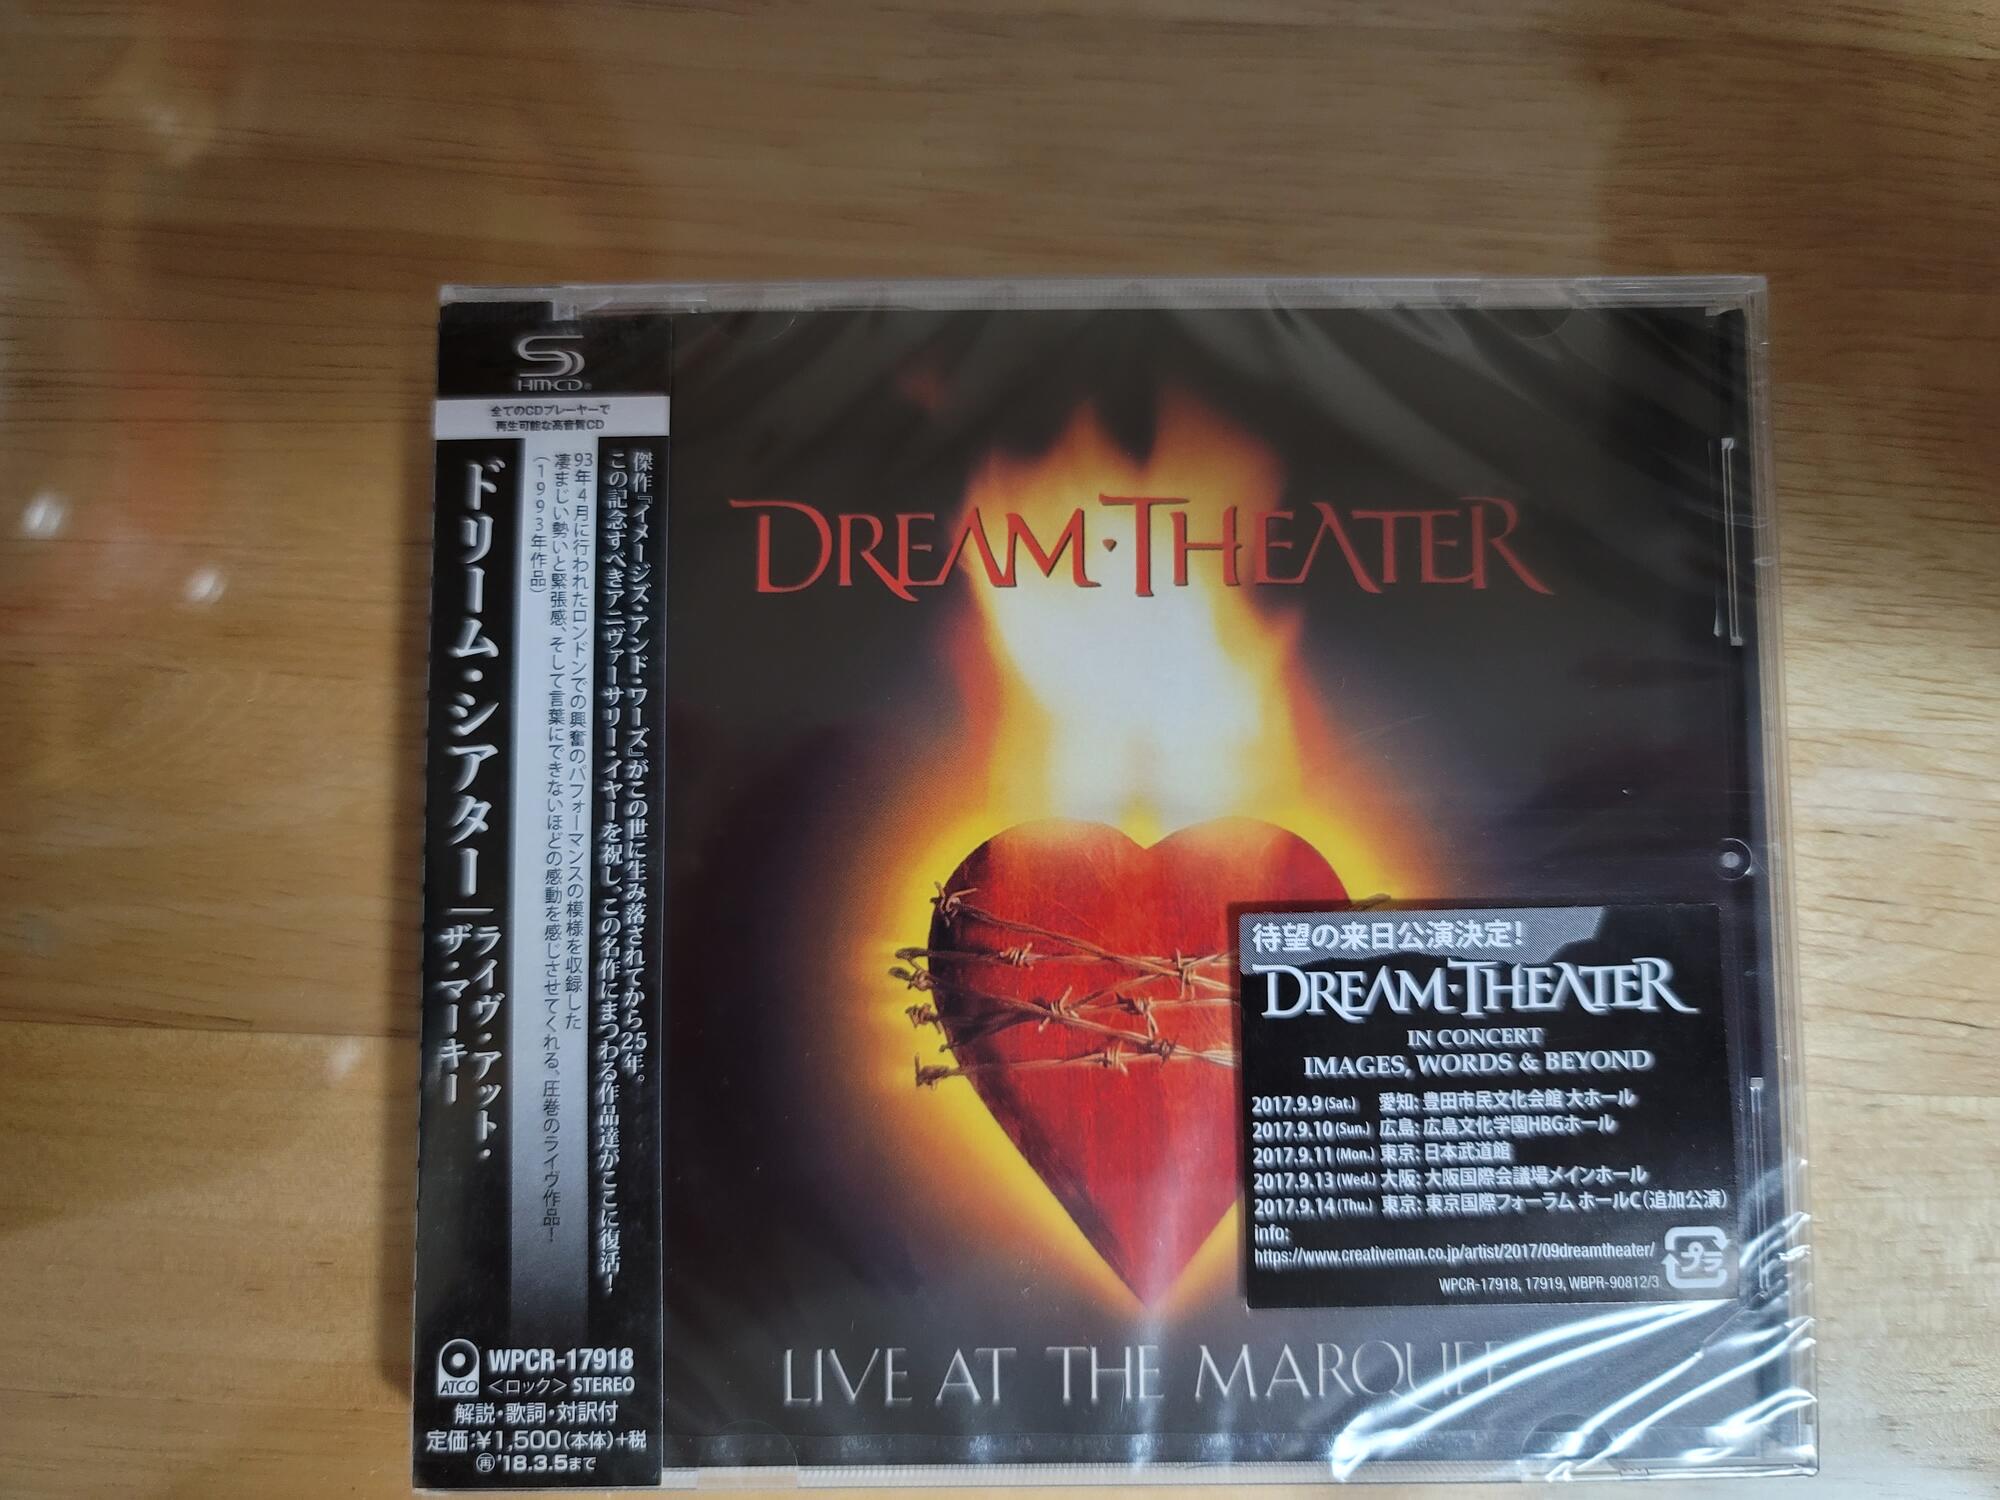 SHM-CD®
全てのCDプレーヤーで
再生可能な高音質CD
傑作『イメージズ・アンド・ワーズ』がこの世に生み落されてから25年。
この記念すべきアニヴァーサリー・イヤーを祝し、この名作にまつわる作品達がここに復活!
93年4月に行われたロンドンでの興奮のパフォーマンスの模様を収録した
凄まじい勢いと緊張感、そして言葉にできないほどの感動を感じさせてくれる、圧巻のライヴ作品!
(1993年作品)
ドリーム・シアター
ライヴ・アット・
ザ・マーキー
ATCO
WPCR-17918
<ロック> STEREO
解説・歌詞・対訳付
定価:¥1,500(本体)+税
再'18.3.5まで
DREAM·THEATER
待望の来日公演決定!
DREAM·THEATER
IN CONCERT
IMAGES, WORDS & BEYOND
2017.9.9(Sat.) 愛知: 豊田市民文化会館 大ホール
2017.9.10(Sun.) 広島: 広島文化学園HBGホール
2017.9.11(Mon.) 東京: 日本武道館
2017.9.13(Wed.) 大阪: 大阪国際会議場メインホール
2017.9.14(Thu.) 東京: 東京国際フォーラム ホールC(追加公演)
info:
https://www.creativeman.co.jp/artist/2017/09dreamtheater/
プラ
WPCR-17918, 17919, WBPR-90812/3
LIVE AT THE MARQUEE